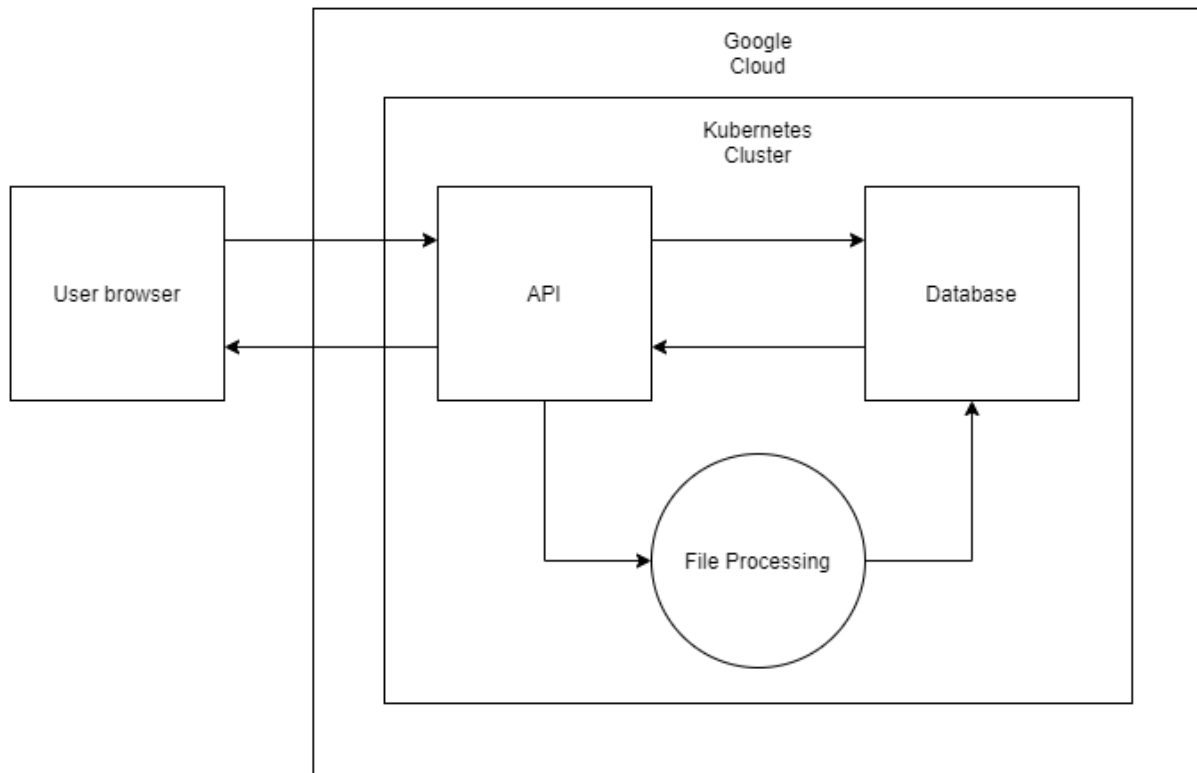 Google
Cloud
Kubernetes
Cluster
User browser
API
Database
File Processing